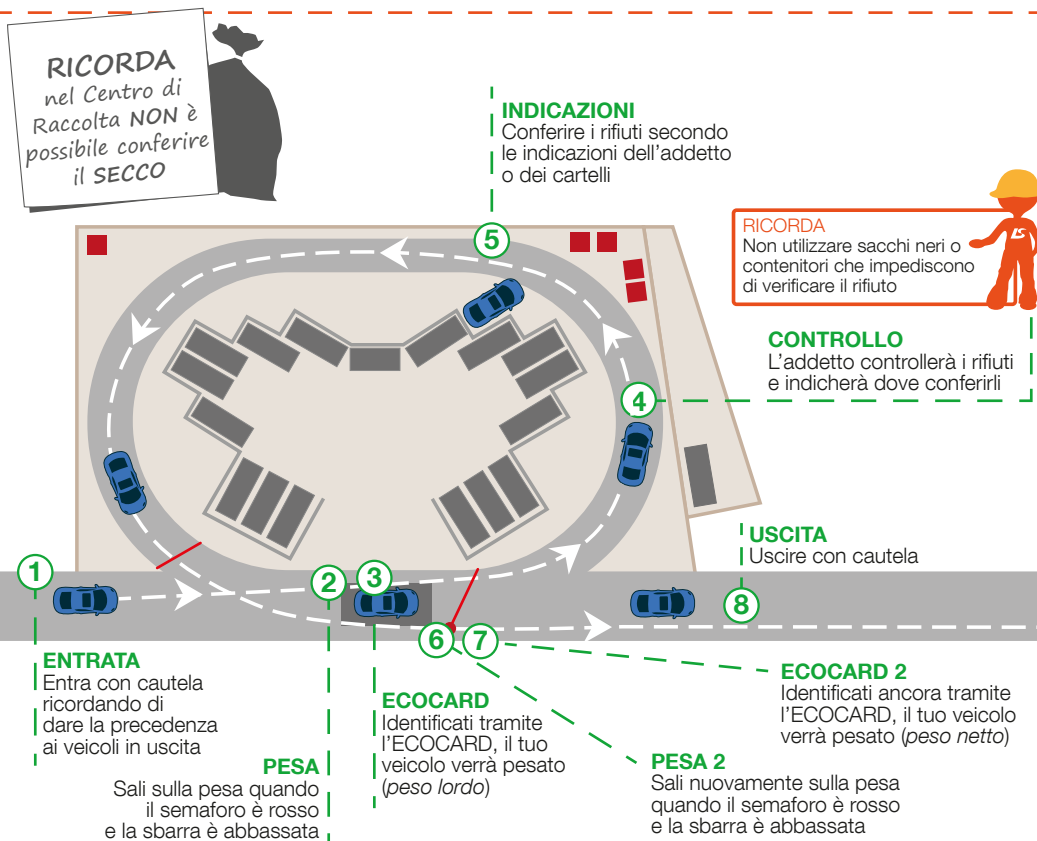 RICORDA
nel Centro di
Raccolta NON è
possibile conferire
il SECCO
INDICAZIONI
Conferire i rifiuti secondo
le indicazioni dell'addetto
o dei cartelli
RICORDA
Non utilizzare sacchi neri o
contenitori che impediscono
di verificare il rifiuto
LS
CONTROLLO
L'addetto controllerà i rifiuti
e indicherà dove conferirli
5
4
USCITA
Uscire con cautela
1
2
3
6
7
8
ENTRATA
Entra con cautela
ricordando di
dare la precedenza
ai veicoli in uscita
PESA
Sali sulla pesa quando
il semaforo è rosso
e la sbarra è abbassata
ECOCARD
Identificati tramite
l'ECOCARD, il tuo
veicolo verrà pesato
(peso lordo)
PESA 2
Sali nuovamente sulla pesa
quando il semaforo è rosso
e la sbarra è abbassata
ECOCARD 2
Identificati ancora tramite
l'ECOCARD, il tuo veicolo
verrà pesato (peso netto)